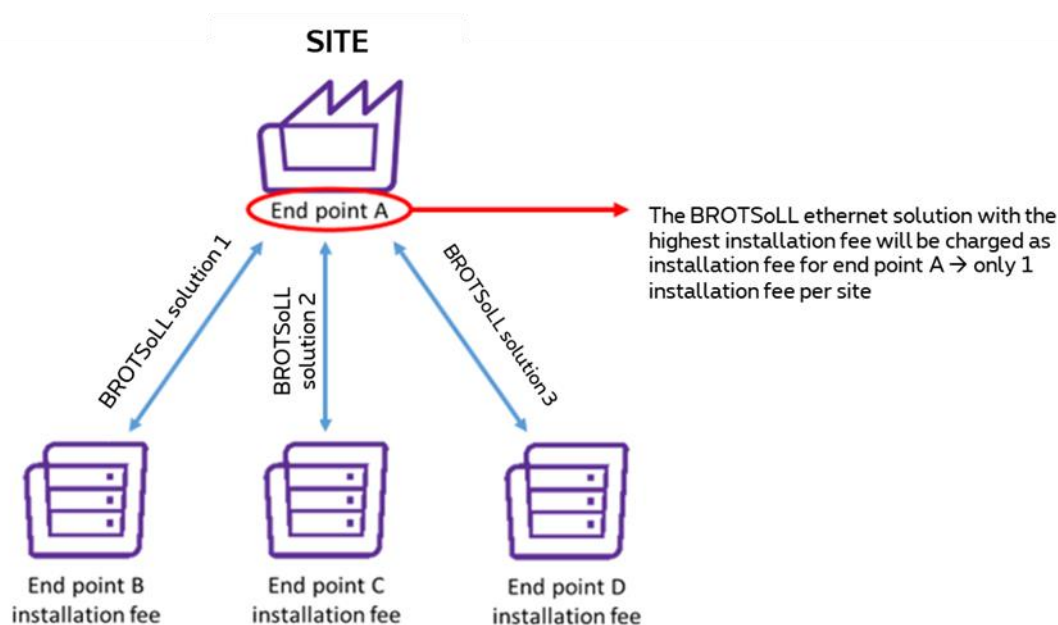 SITE
End point A
The BROTSoLL ethernet solution with the
highest installation fee will be charged as
installation fee for end point A → only 1
installation fee per site
BROTSoLL solution 1
BROTSoLL
solution 2
BROTSoLL solution 3
End point B
installation fee
End point C
installation fee
End point D
installation fee